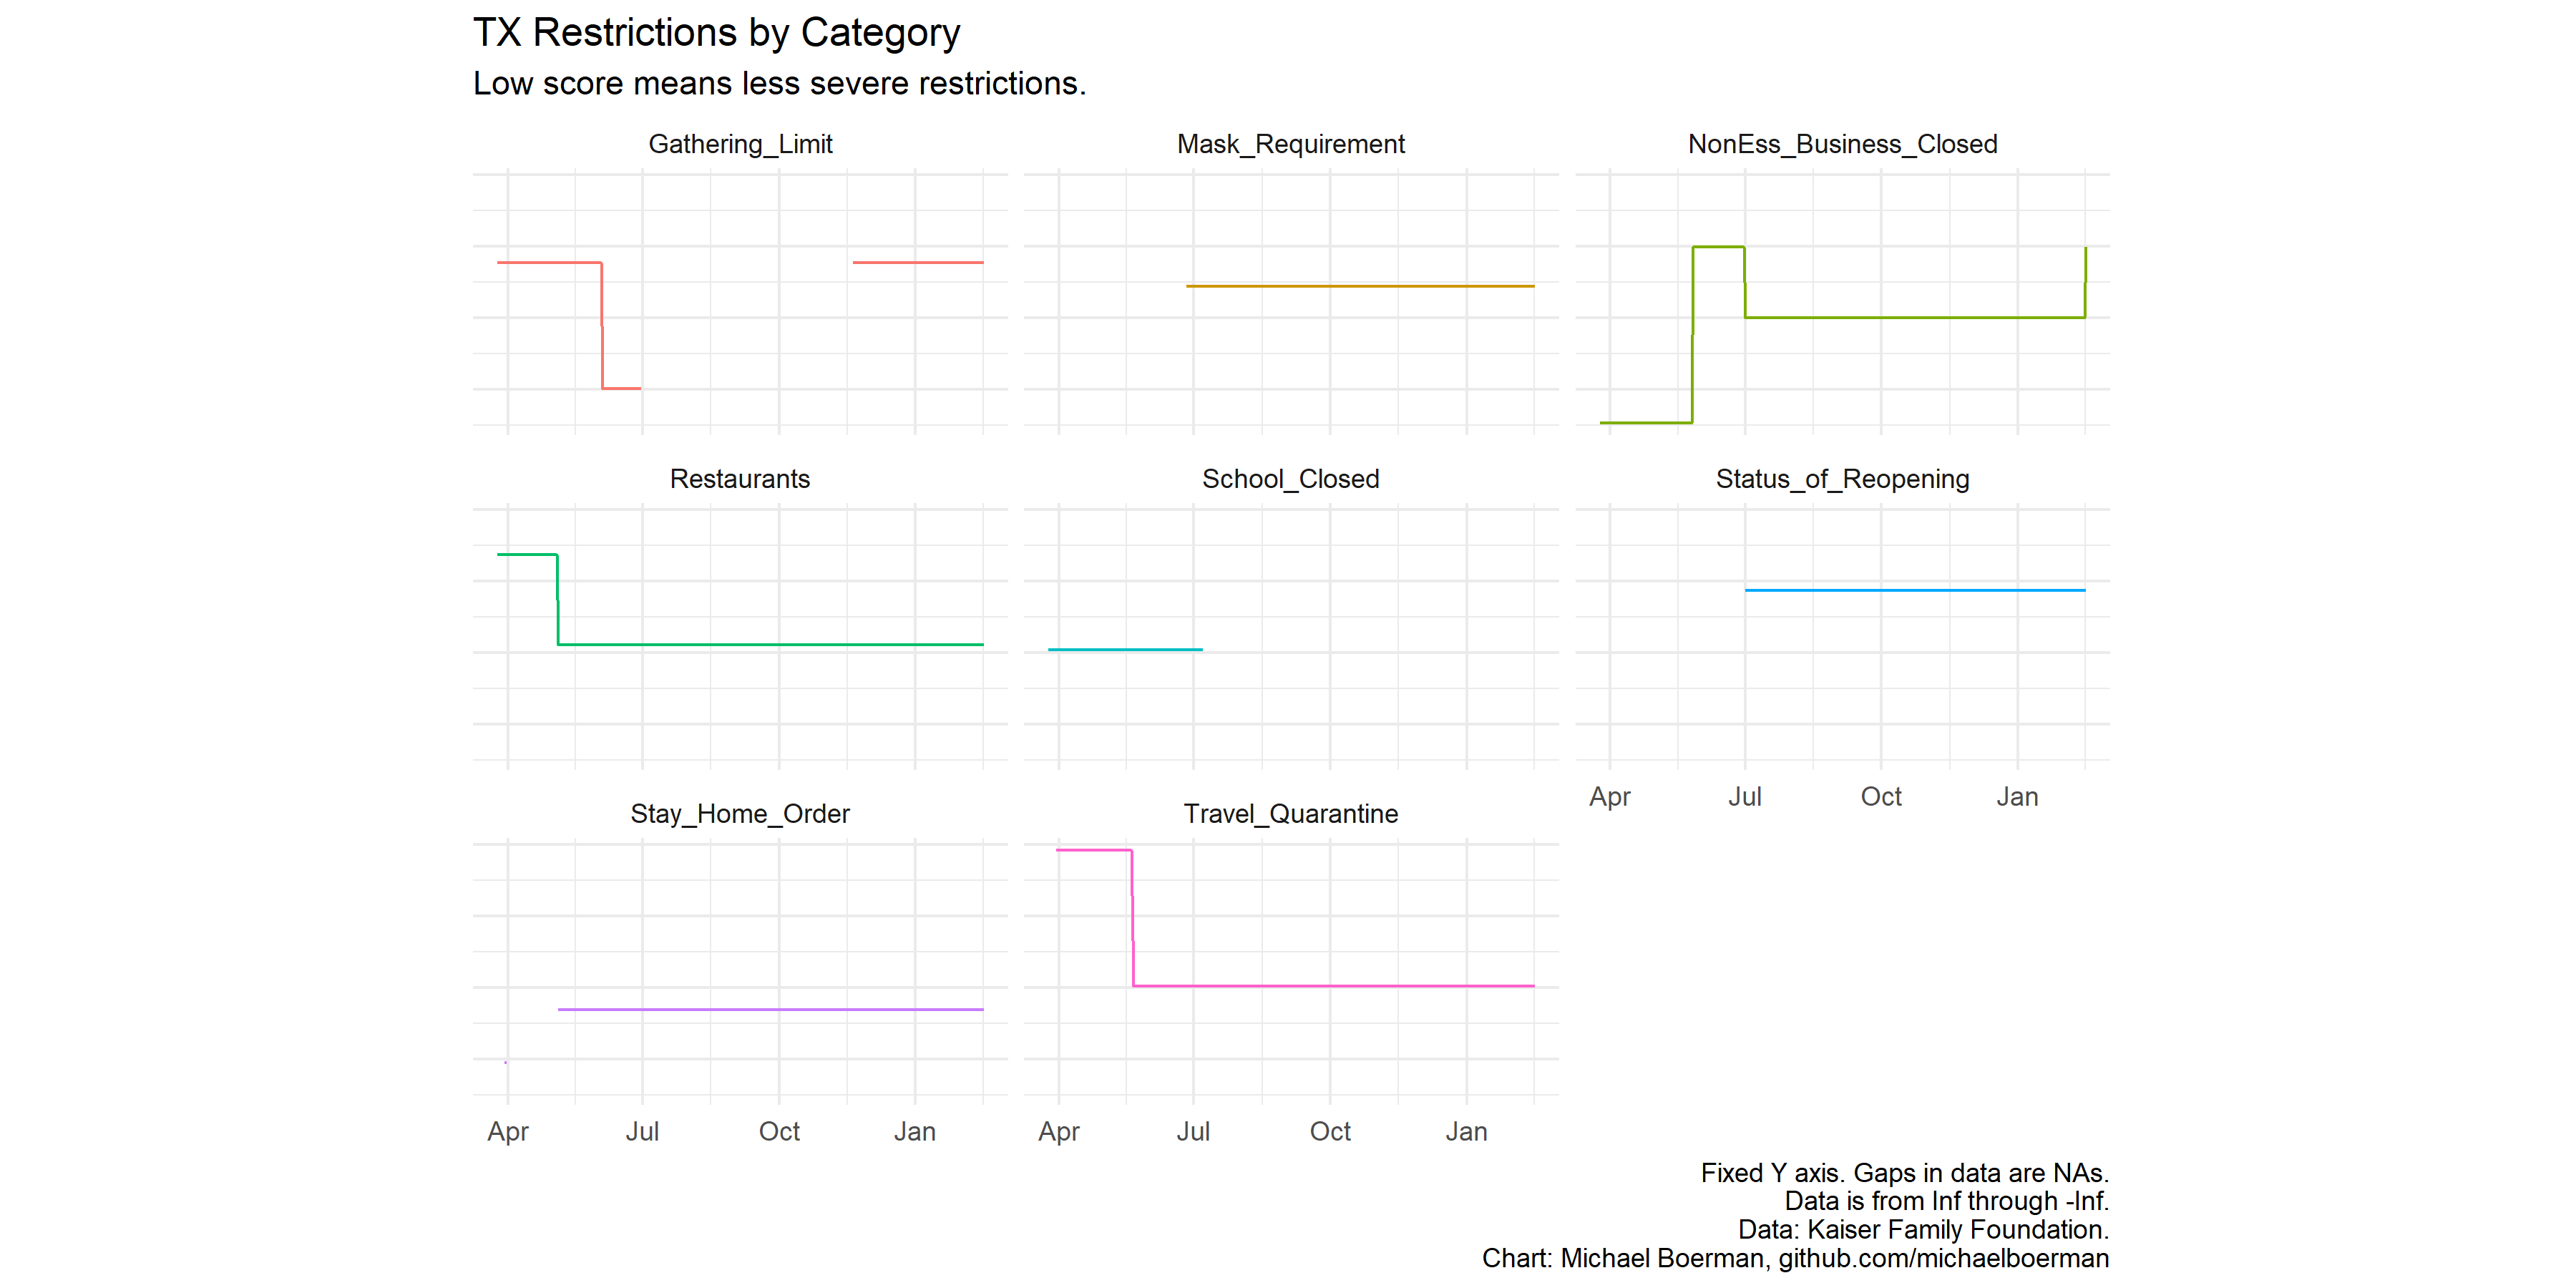 TX Restrictions by Category
Low score means less severe restrictions.
Gathering_Limit
Mask_Requirement
NonEss_Business_Closed
Restaurants
School_Closed
Status_of_Reopening
Apr Jul Oct Jan
Stay_Home_Order
Travel_Quarantine
Apr Jul Oct Jan
Apr Jul Oct Jan
Fixed Y axis. Gaps in data are NAs.
Data is from Inf through -Inf.
Data: Kaiser Family Foundation.
Chart: Michael Boerman, github.com/michaelboerman